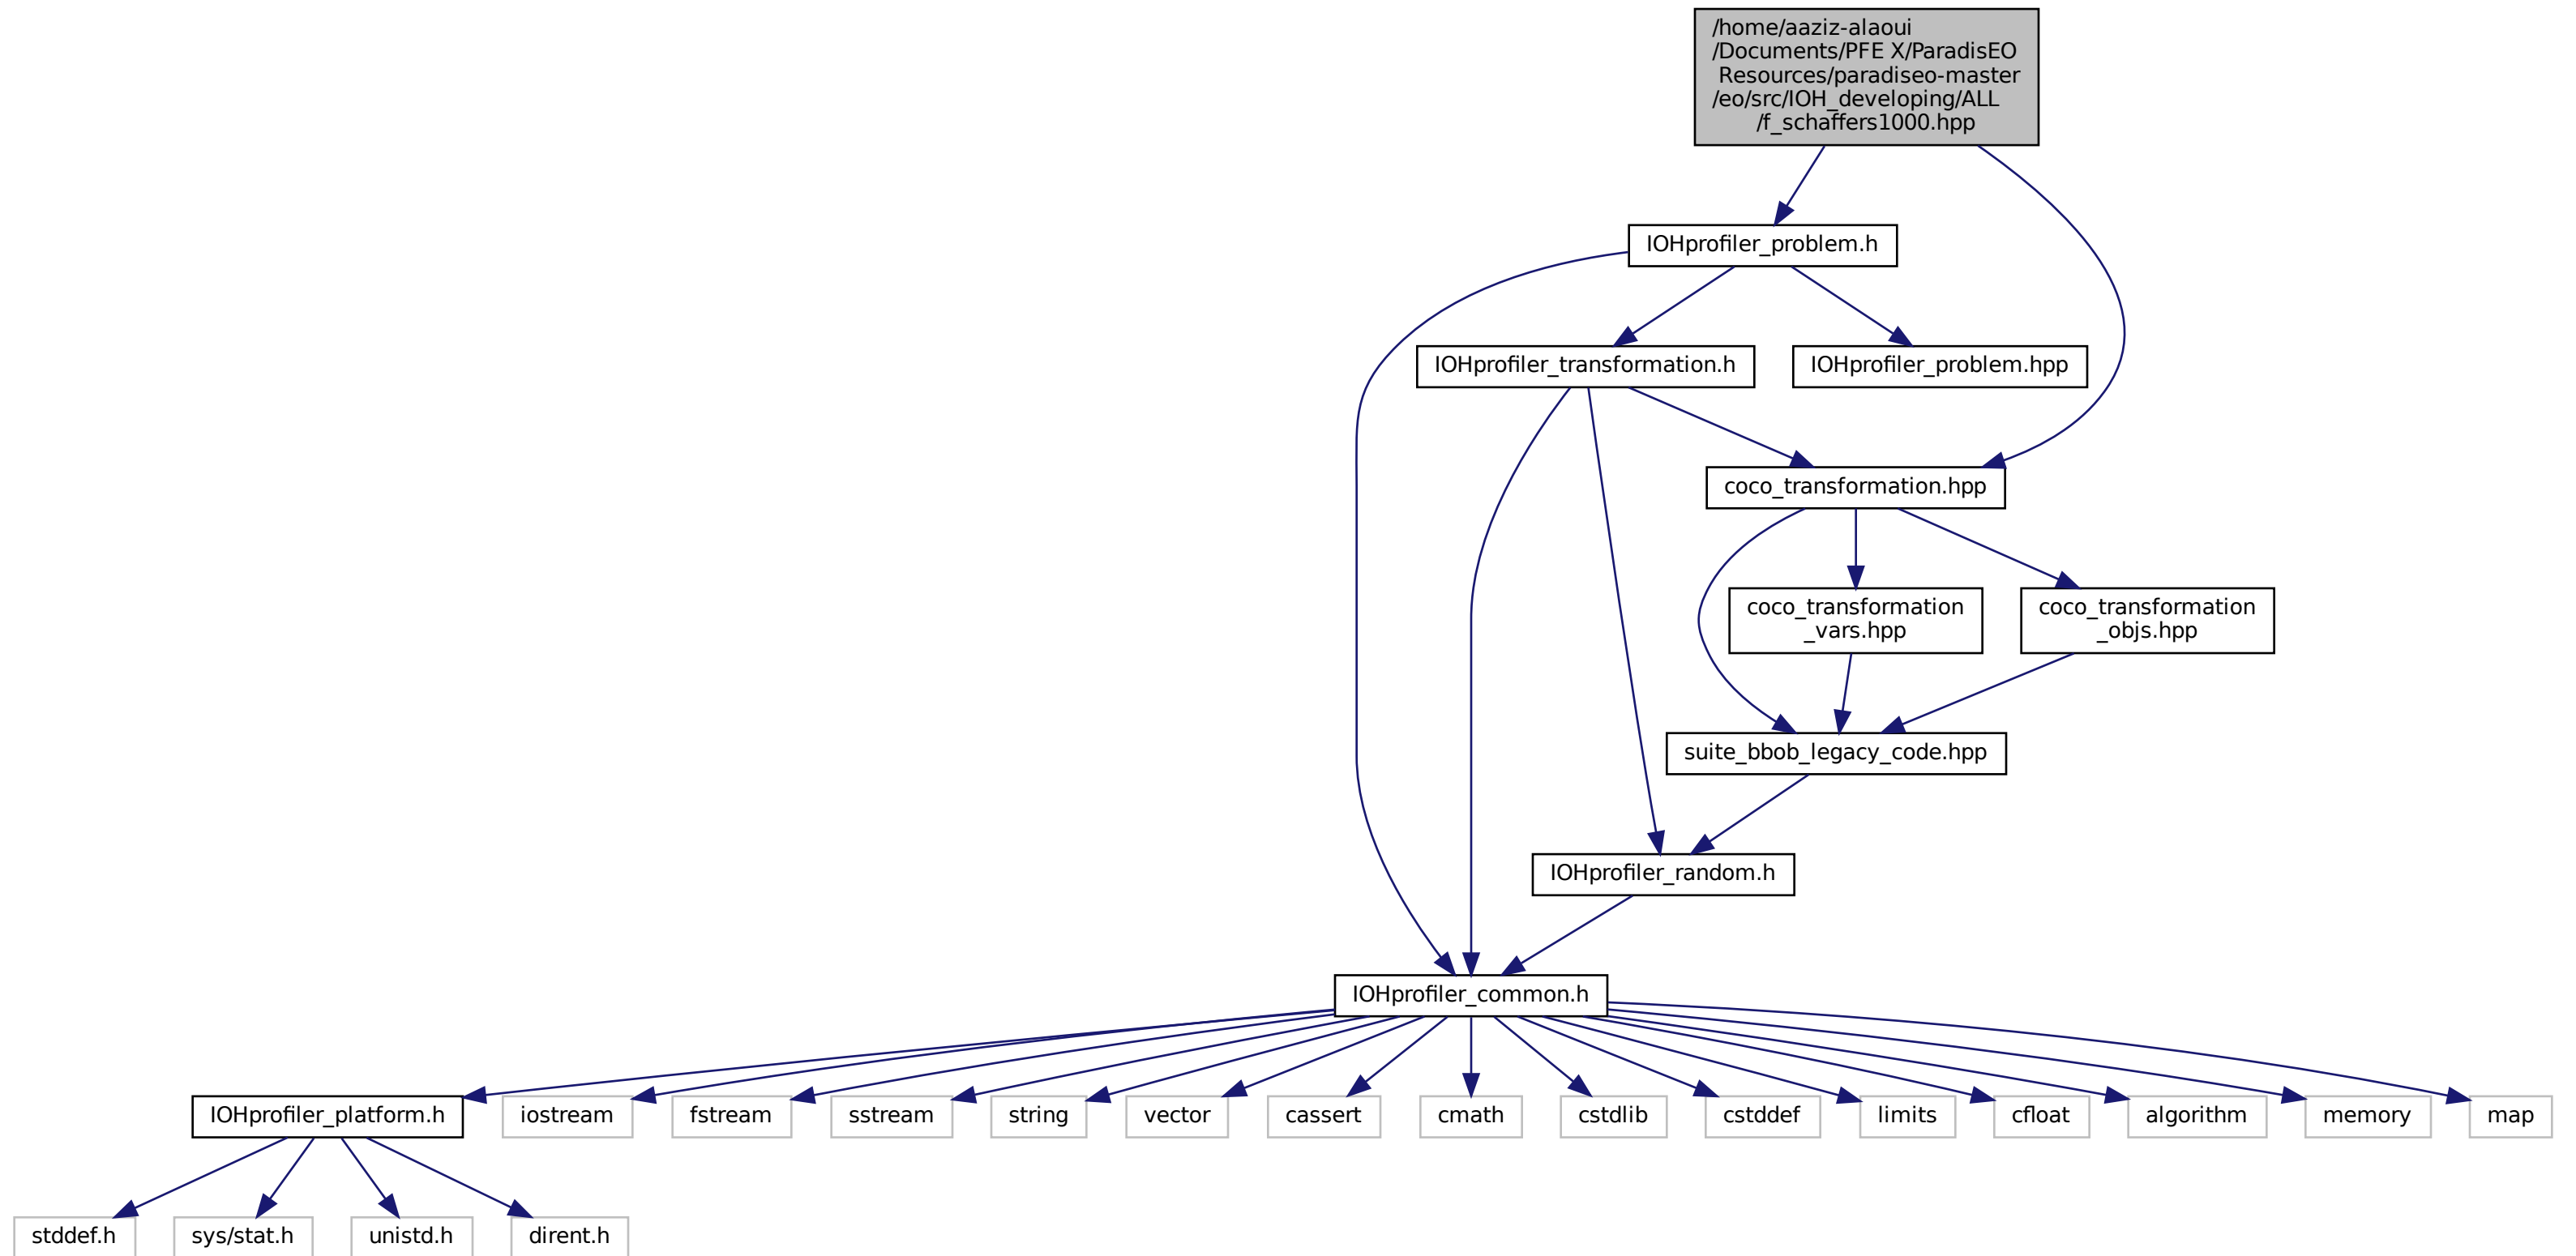 /home/aaziz-alaoui
/Documents/PFE X/ParadisEO
Resources/paradiseo-master
/eo/src/IOH_developing/ALL
/f_schaffers1000.hpp
IOHprofiler_problem.h
IOHprofiler_transformation.h
IOHprofiler_problem.hpp
coco_transformation.hpp
coco_transformation
_vars.hpp
coco_transformation
_objs.hpp
suite_bbob_legacy_code.hpp
IOHprofiler_random.h
IOHprofiler_common.h
IOHprofiler_platform.h
iostream
fstream
sstream
string
vector
cassert
cmath
cstdlib
cstddef
limits
cfloat
algorithm
memory
map
stddef.h
sys/stat.h
unistd.h
dirent.h